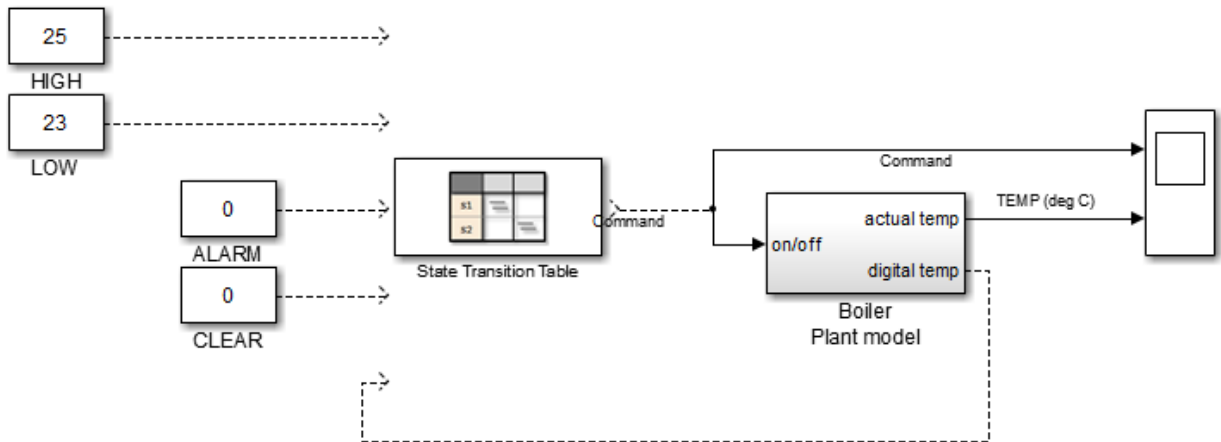 25
HIGH
23
LOW
0
ALARM
0
CLEAR
s1
s2
State Transition Table
Command
Command
on/off
actual temp
digital temp
Boiler
Plant model
TEMP (deg C)